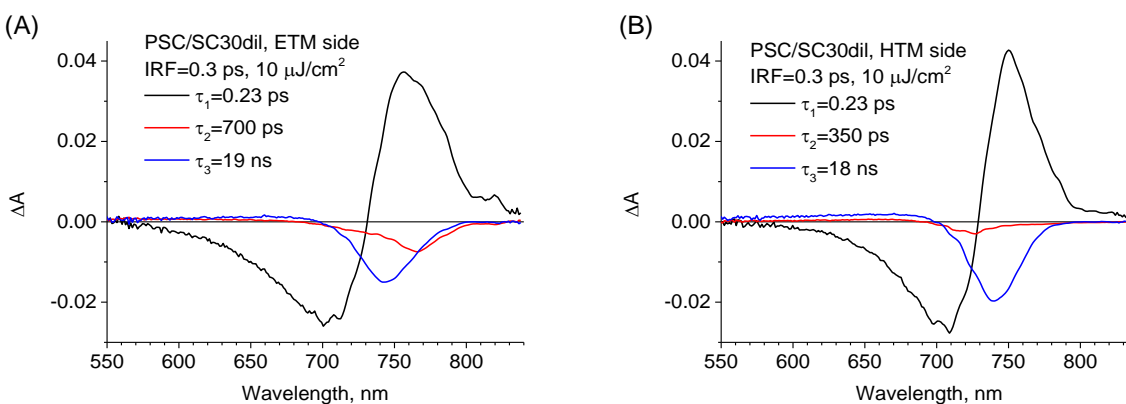 (A)
PSC/SC30dil, ETM side
IRF=0.3 ps, 10 μJ/cm²
τ₁=0.23 ps
τ₂=700 ps
τ₃=19 ns
0.04
0.02
0.00
-0.02
ΔA
550 600 650 700 750 800
Wavelength, nm
(B)
PSC/SC30dil, HTM side
IRF=0.3 ps, 10 μJ/cm²
τ₁=0.23 ps
τ₂=350 ps
τ₃=18 ns
0.04
0.02
0.00
-0.02
ΔA
550 600 650 700 750 800
Wavelength, nm